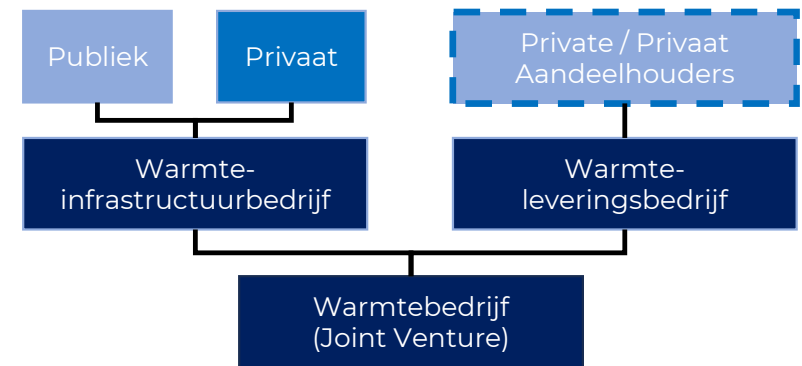 Publiek
Privaat
Private / Privaat
Aandeelhouders
Warmte-
infrastructuurbedrijf
Warmte-
leveringsbedrijf
Warmtebedrijf
(Joint Venture)